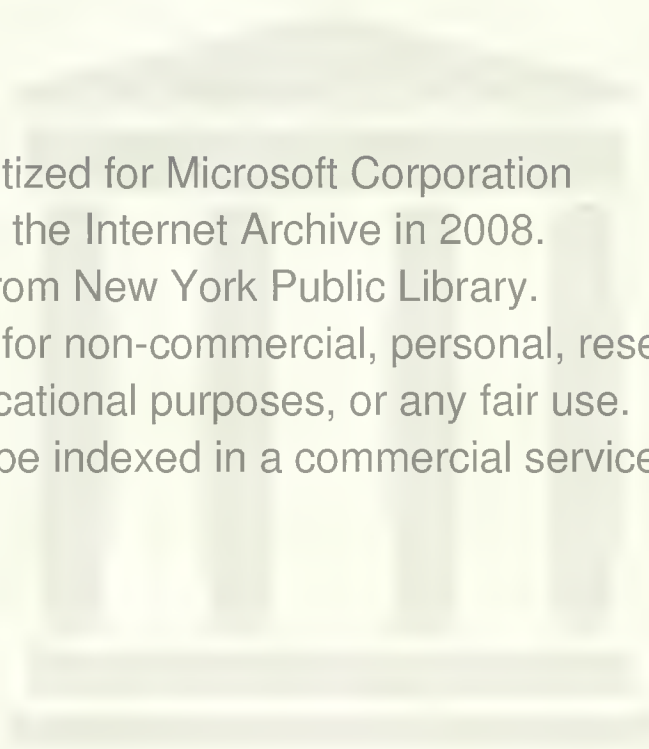 tized for Microsoft Corporation
the Internet Archive in 2008.
rom New York Public Library.
for non-commercial, personal, rese
cational purposes, or any fair use.
be indexed in a commercial service